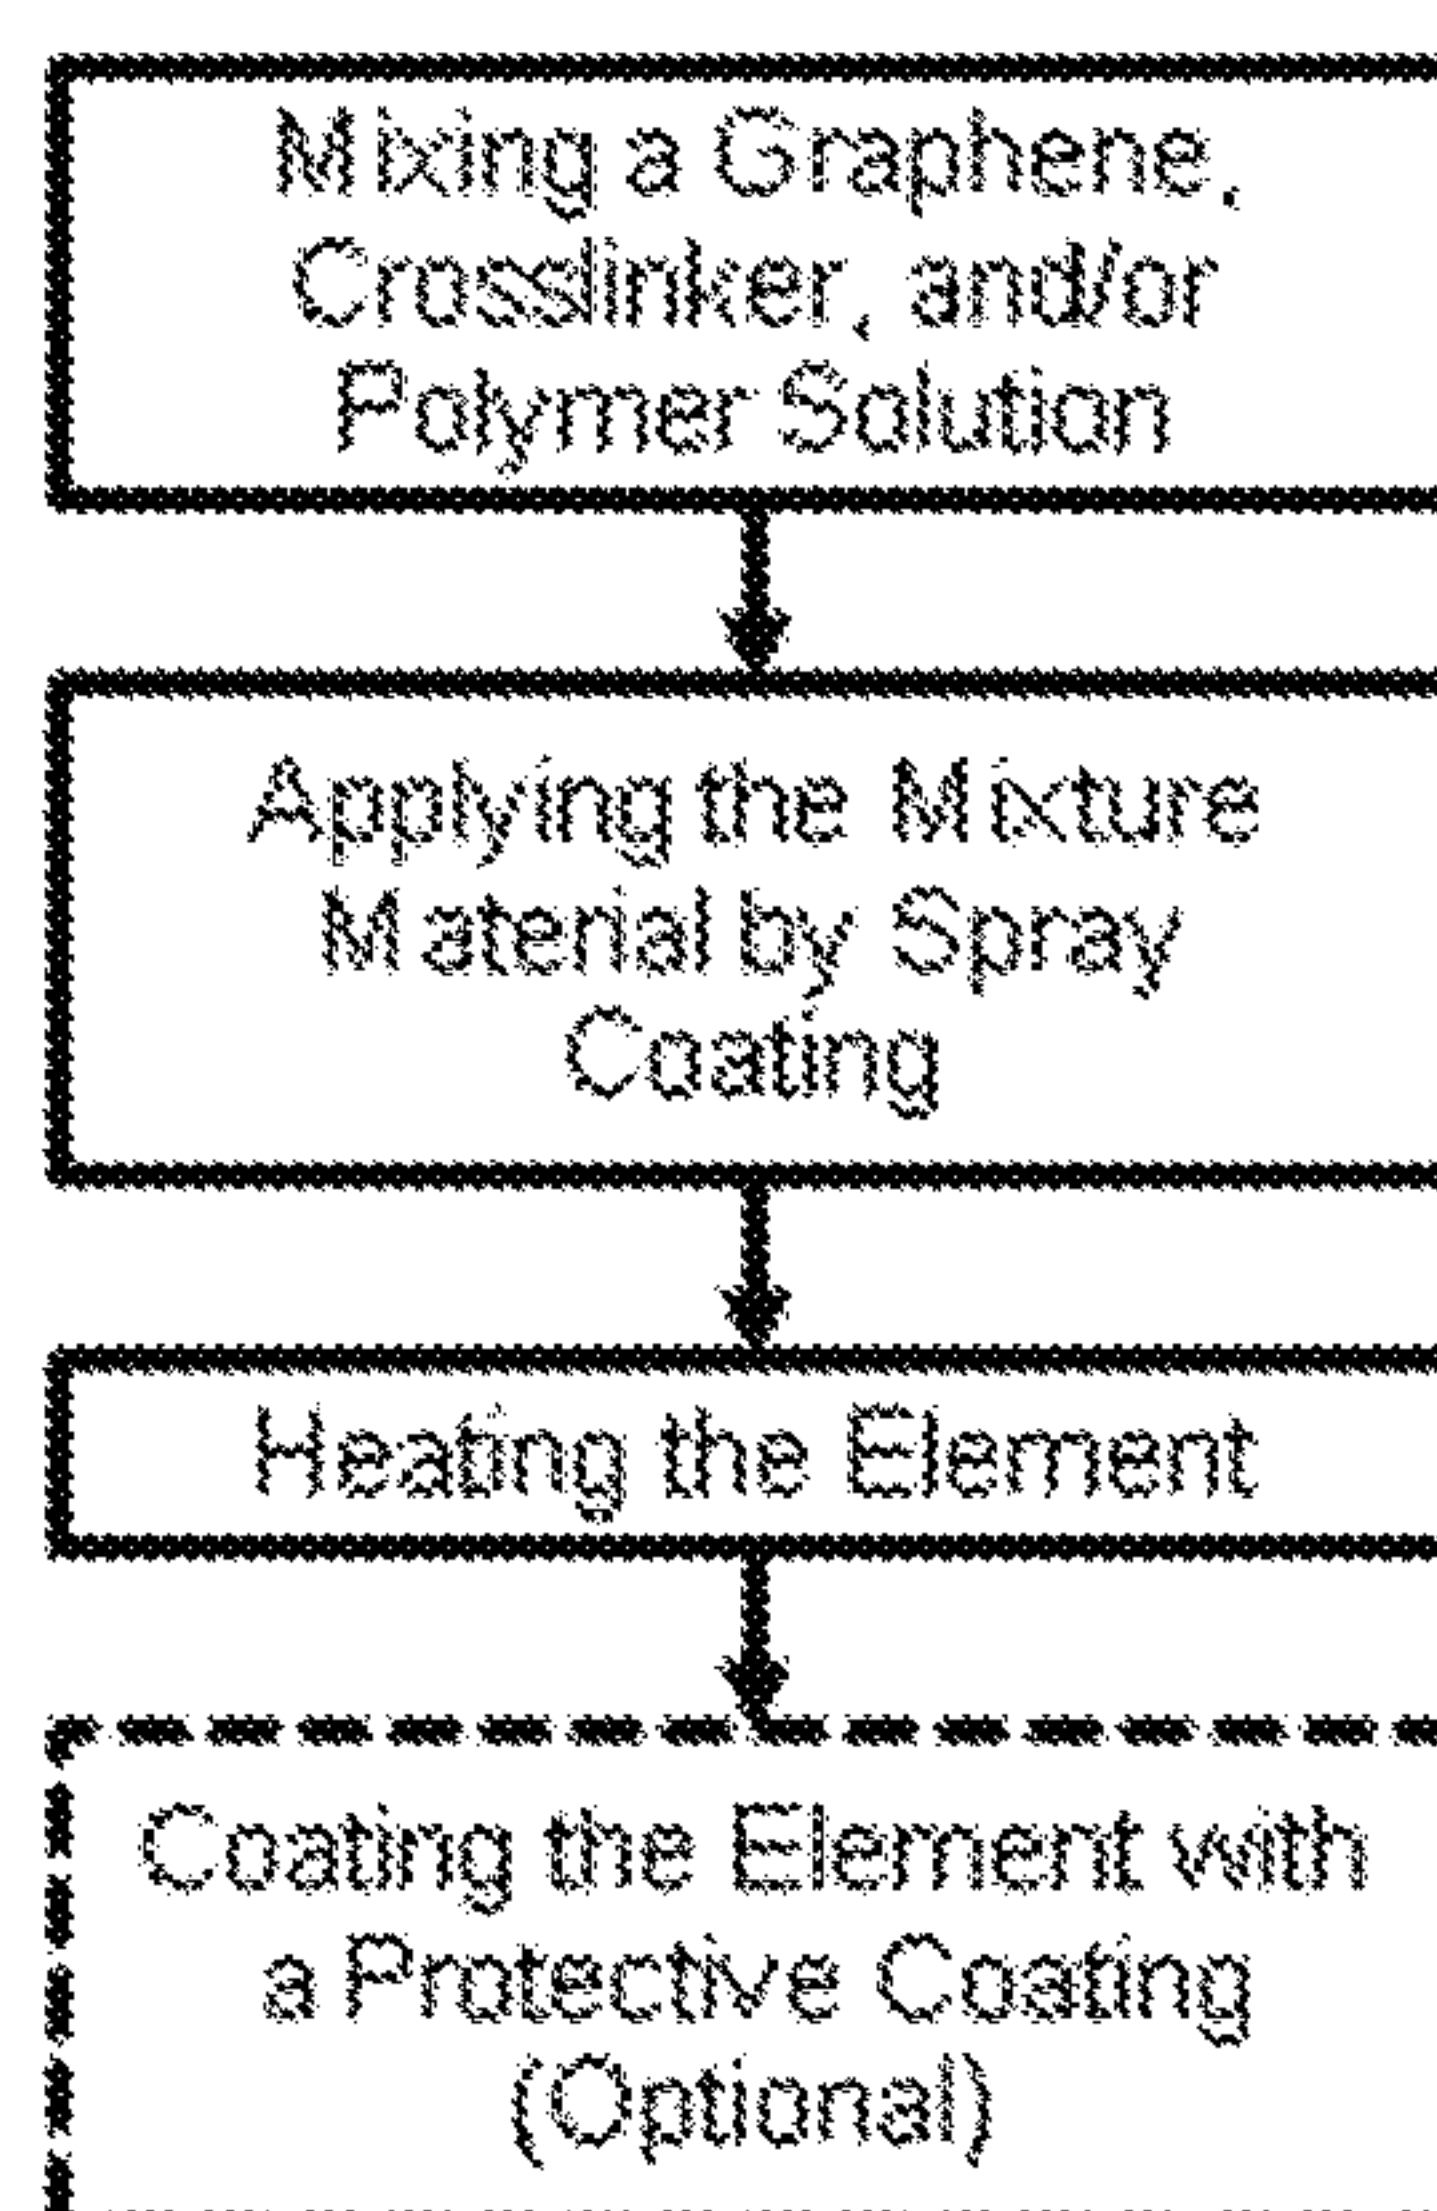 Mixing a Graphene,
Crosslinker, and/or
Polymer Solution
Applying the Mixture
Material by Spray
Coating
Heating the Element
Coating the Element with
a Protective Coating
(Optional)